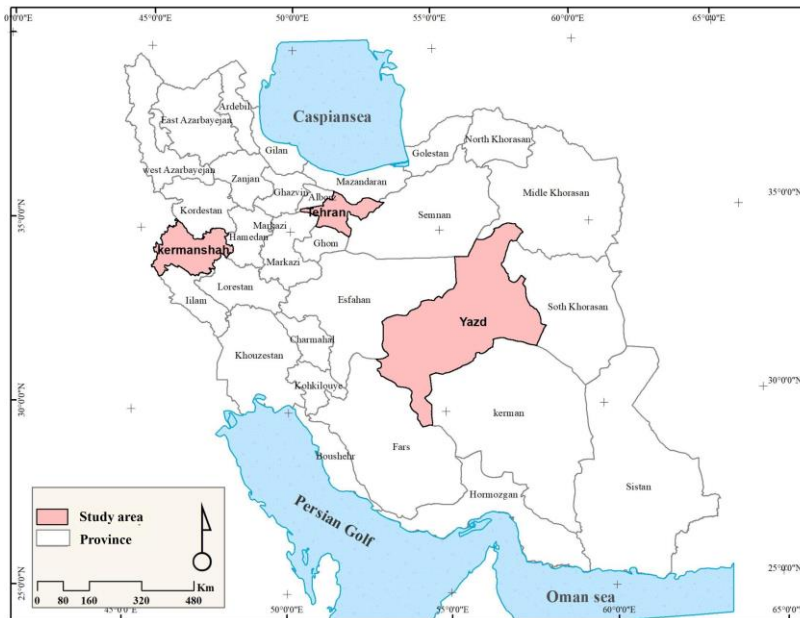 0°0'0"E
45°0'0"E
50°0'0"E
55°0'0"E
60°0'0"E
65°0'0"E
Caspiansea
Ardebil
East Azarbayejan
Gilan
Golestan
North Khorasan
west Azarbayejan
Zanjan
Ghazvin
Alborz
Mazandaran
Midle Khorasan
35°0'0"N
35°0'0"N
Kordestan
Tehran
Semnan
Markazi
Hamedan
kermanshah
Ghom
Markazi
Lorestan
Iilam
Esfahan
Yazd
Soth Khorasan
Charmahal
Khouzestan
Kohkilouye
30°0'0"N
30°0'0"N
kerman
Fars
Boushehr
Sistan
Hormozgan
Persian Golf
Study area
Province
Km
0 80 160 320 480
25°0'0"N
25°0'0"N
Oman sea
45°0'0"E
50°0'0"E
55°0'0"E
60°0'0"E